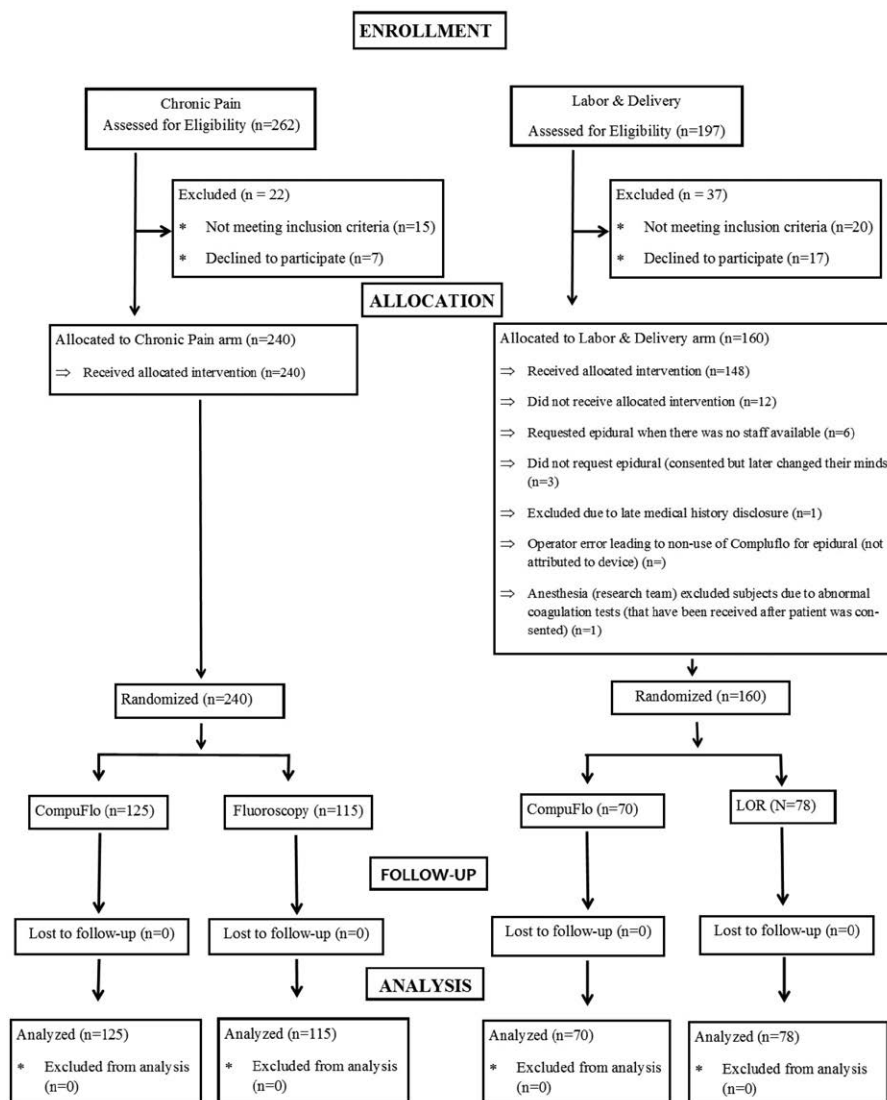 ENROLLMENT
Chronic Pain
Assessed for Eligibility (n=262)
Labor & Delivery
Assessed for Eligibility (n=197)
Excluded (n = 22)
* Not meeting inclusion criteria (n=15)
* Declined to participate (n=7)
Excluded (n = 37)
* Not meeting inclusion criteria (n=20)
* Declined to participate (n=17)
ALLOCATION
Allocated to Chronic Pain arm (n=240)
⇒ Received allocated intervention (n=240)
Allocated to Labor & Delivery arm (n=160)
⇒ Received allocated intervention (n=148)
⇒ Did not receive allocated intervention (n=12)
⇒ Requested epidural when there was no staff available (n=6)
⇒ Did not request epidural (consented but later changed their minds
(n=3)
⇒ Excluded due to late medical history disclosure (n=1)
⇒ Operator error leading to non-use of Compluflo for epidural (not
attributed to device) (n=)
⇒ Anesthesia (research team) excluded subjects due to abnormal
coagulation tests (that have been received after patient was con-
sented) (n=1)
Randomized (n=240)
Randomized (n=160)
CompuFlo (n=125)
Fluoroscopy (n=115)
CompuFlo (n=70)
LOR (N=78)
FOLLOW-UP
Lost to follow-up (n=0)
Lost to follow-up (n=0)
Lost to follow-up (n=0)
Lost to follow-up (n=0)
ANALYSIS
Analyzed (n=125)
* Excluded from analysis
(n=0)
Analyzed (n=115)
* Excluded from analysis
(n=0)
Analyzed (n=70)
* Excluded from analysis
(n=0)
Analyzed (n=78)
* Excluded from analysis
(n=0)